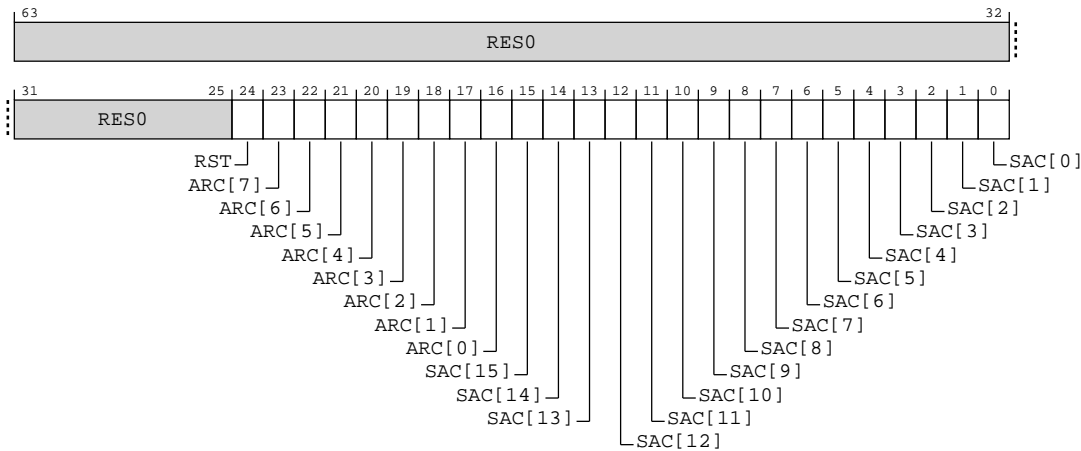 63 32
RES0
31 25 24 23 22 21 20 19 18 17 16 15 14 13 12 11 10 9 8 7 6 5 4 3 2 1 0
RES0
RST SAC[0]
ARC[7] SAC[1]
ARC[6] SAC[2]
ARC[5] SAC[3]
ARC[4] SAC[4]
ARC[3] SAC[5]
ARC[2] SAC[6]
ARC[1] SAC[7]
ARC[0] SAC[8]
SAC[15] SAC[9]
SAC[14] SAC[10]
SAC[13] SAC[11]
SAC[12]